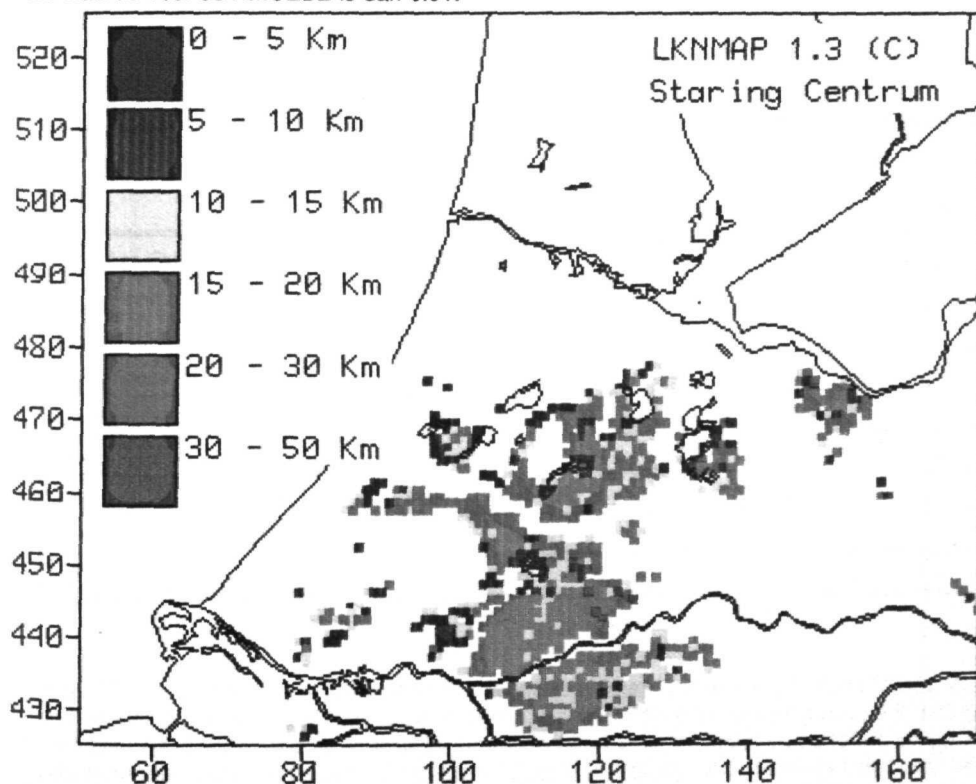 LKNMAP 1.3 (C)
Staring Centrum
0 - 5 Km
5 - 10 Km
10 - 15 Km
15 - 20 Km
20 - 30 Km
30 - 50 Km
520
510
500
490
480
470
460
450
440
430
60
80
100
120
140
160